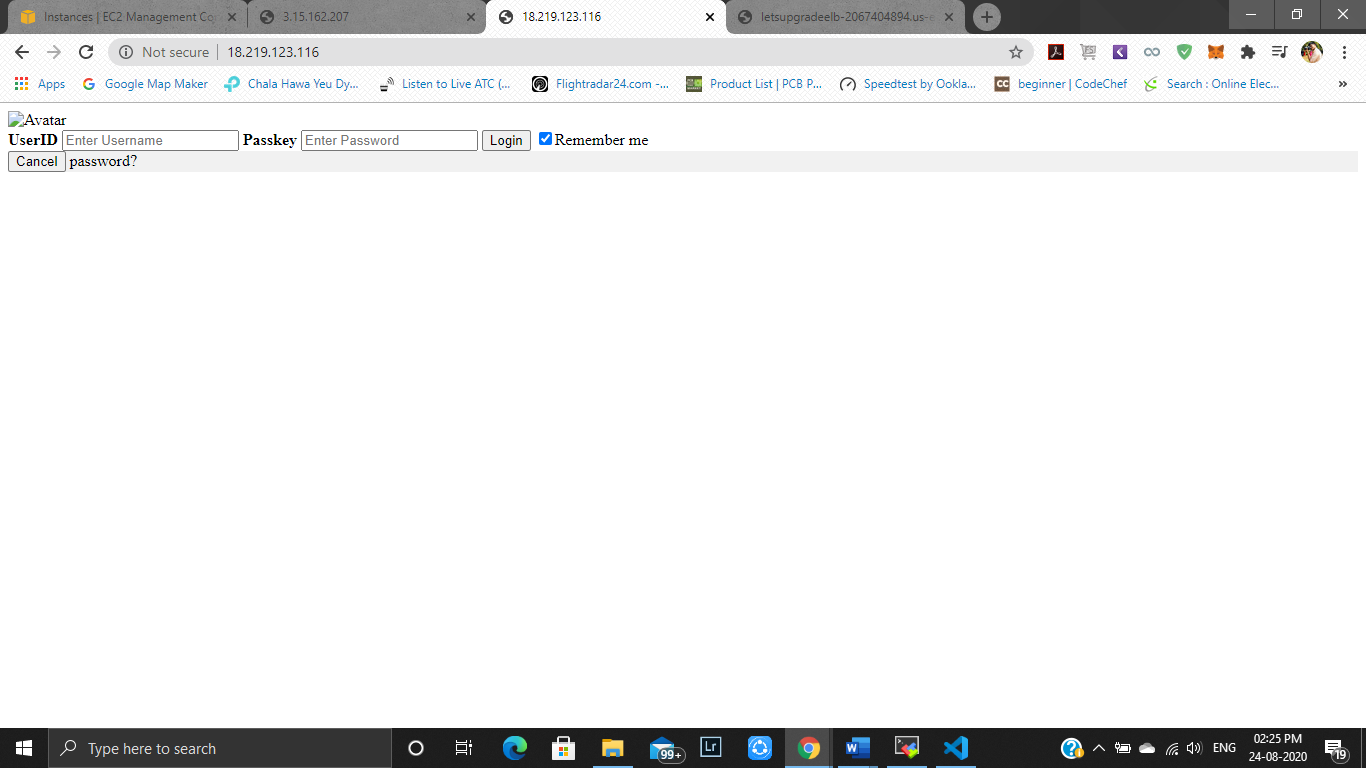 Instances | EC2 Management Con
3.15.162.207
18.219.123.116
letsupgradeelb-2067404894.us-e
Not secure 18.219.123.116
Apps Google Map Maker Chala Hawa Yeu Dy... Listen to Live ATC (... Flightradar24.com -... Product List | PCB P... Speedtest by Ookla... CC beginner | CodeChef Search : Online Elec... »
Avatar
UserID Enter Username Passkey Enter Password Login Remember me
Cancel password?
Type here to search
99+
Lr
ENG
02:25 PM
24-08-2020
19